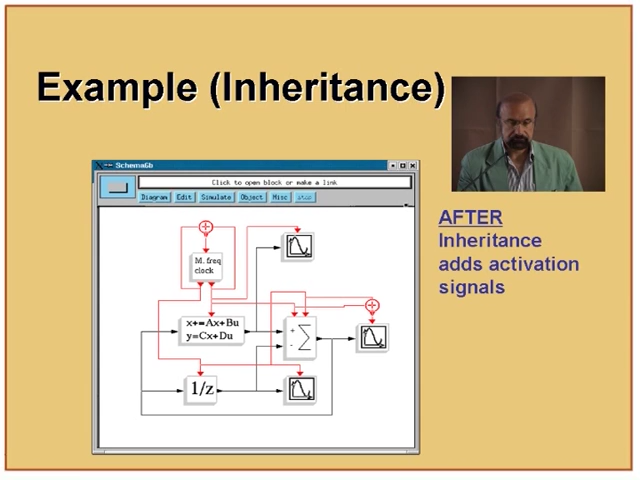 Example (Inheritance)
AFTER
Inheritance
adds activation
signals
Click to open block or make a link
Diagram Edit Simulate Object Misc stop
M. freq
clock
x+=Ax+Bu
y=Cx+Du
+
-
Σ
1/z